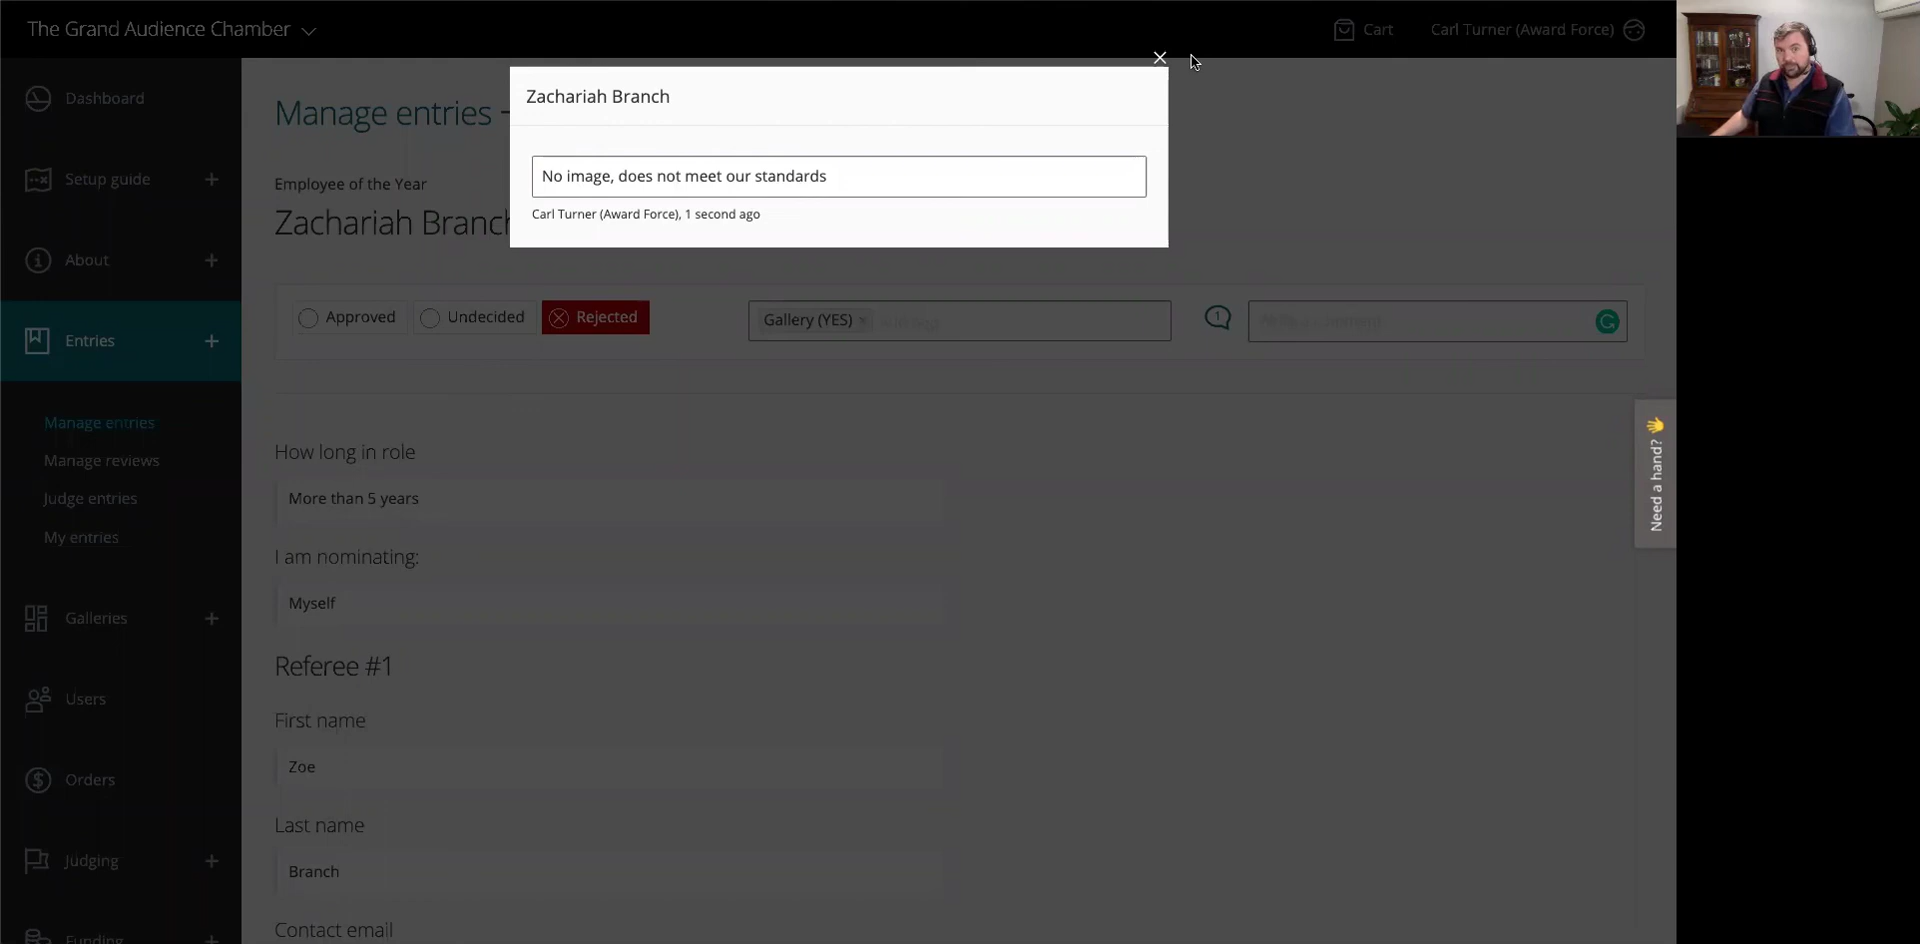 The Grand Audience Chamber
Cart
Carl Turner (Award Force)
Dashboard
Setup guide
About
Entries
Manage entries
Manage reviews
Judge entries
My entries
Galleries
Users
Orders
Judging
Funding
Manage entries
Employee of the Year
Zachariah Branch
Zachariah Branch
No image, does not meet our standards
Carl Turner (Award Force), 1 second ago
Approved
Undecided
Rejected
Gallery (YES)
1
How long in role
More than 5 years
I am nominating:
Myself
Referee #1
First name
Zoe
Last name
Branch
Contact email
Need a hand?